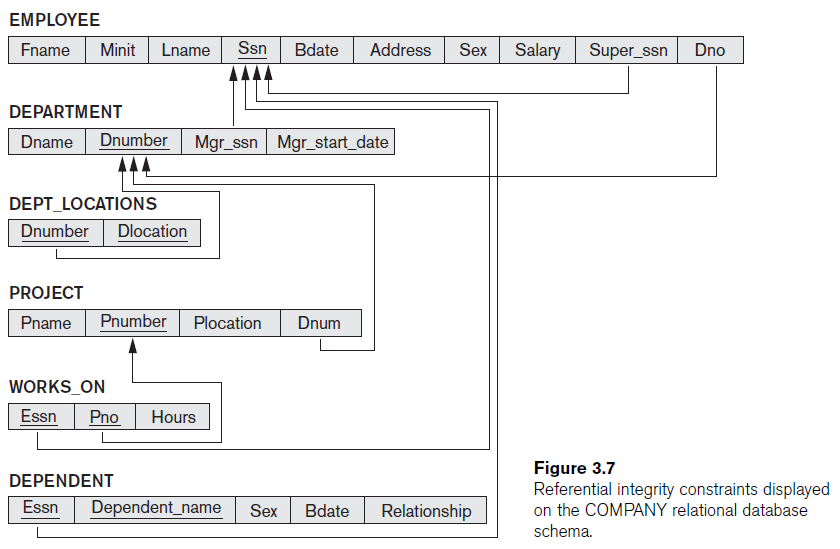 EMPLOYEE
Fname Minit Lname Ssn Bdate Address Sex Salary Super_ssn Dno
DEPARTMENT
Dname Dnumber Mgr_ssn Mgr_start_date
DEPT_LOCATIONS
Dnumber Dlocation
PROJECT
Pname Pnumber Plocation Dnum
WORKS_ON
Essn Pno Hours
DEPENDENT
Essn Dependent_name Sex Bdate Relationship
Figure 3.7
Referential integrity constraints displayed
on the COMPANY relational database
schema.